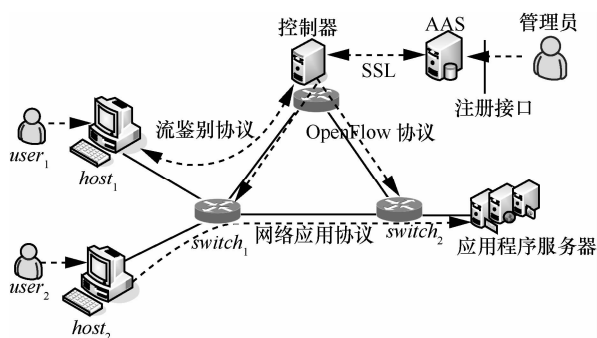 控制器
AAS
管理员
SSL
注册接口
流鉴别协议
OpenFlow 协议
user1
host1
switch1
网络应用协议
switch2
应用程序服务器
user2
host2